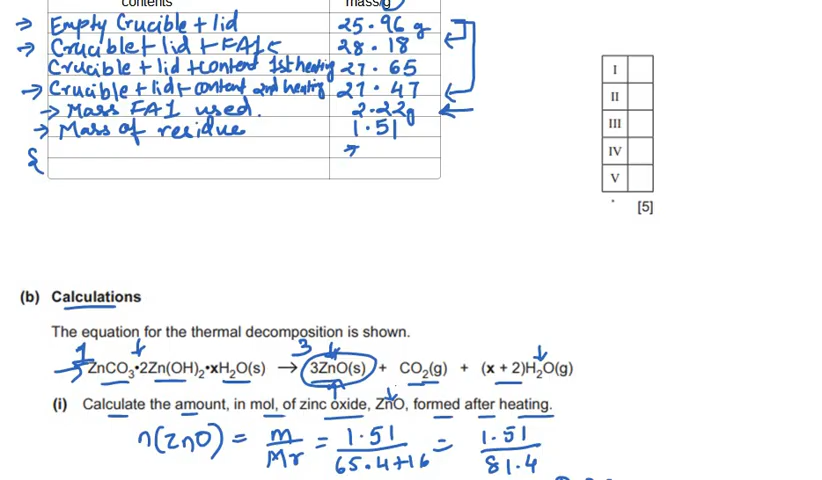 contents mass/g
Empty Crucible + lid 25.96 g
Crucible + lid + FA1 28.18
Crucible + lid + content 1st heating 27.65
Crucible + lid + content 2nd heating 27.47
Mass FA1 used. 2.22g
Mass of residue 1.51
I
II
III
IV
V
[5]
(b) Calculations
The equation for the thermal decomposition is shown.
1 3
ZnCO₃•2Zn(OH)₂•xH₂O(s) → 3ZnO(s) + CO₂(g) + (x + 2)H₂O(g)
(i) Calculate the amount, in mol, of zinc oxide, ZnO, formed after heating.
n(ZnO) = m/Mr = 1.51/65.4+16 = 1.51/81.4